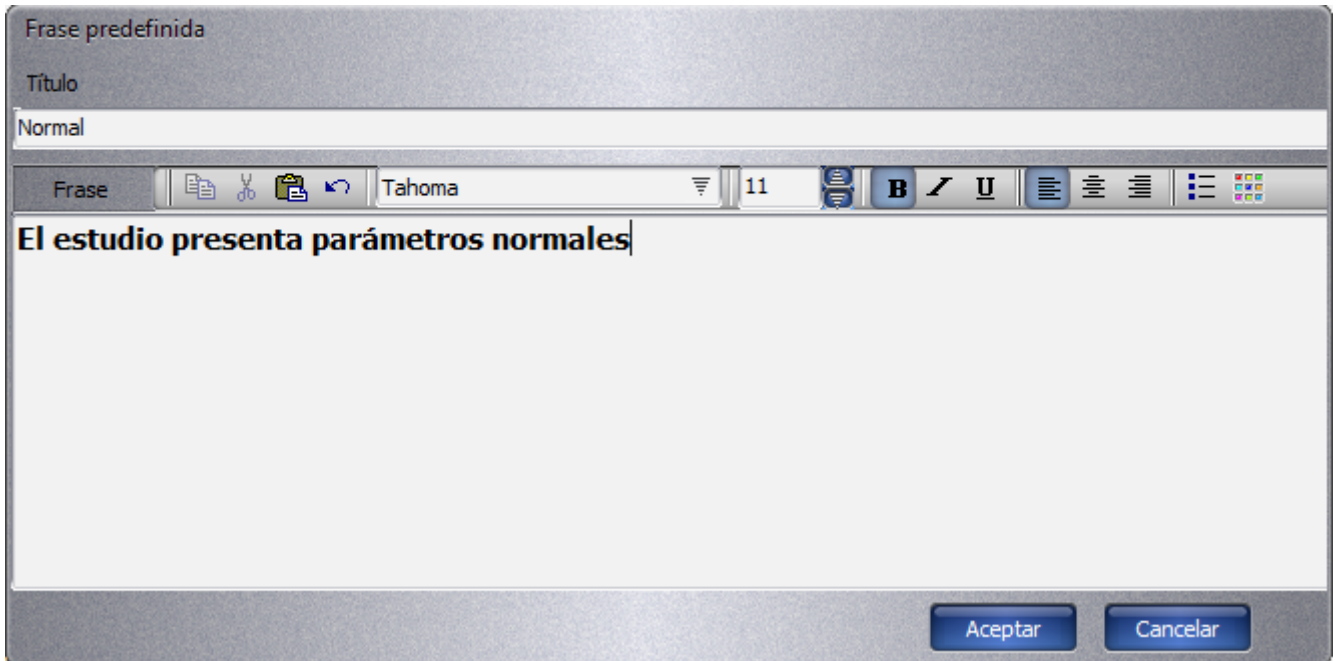 Frase predefinida
Título
Normal
Frase Tahoma 11 B I U
El estudio presenta parámetros normales
Aceptar Cancelar